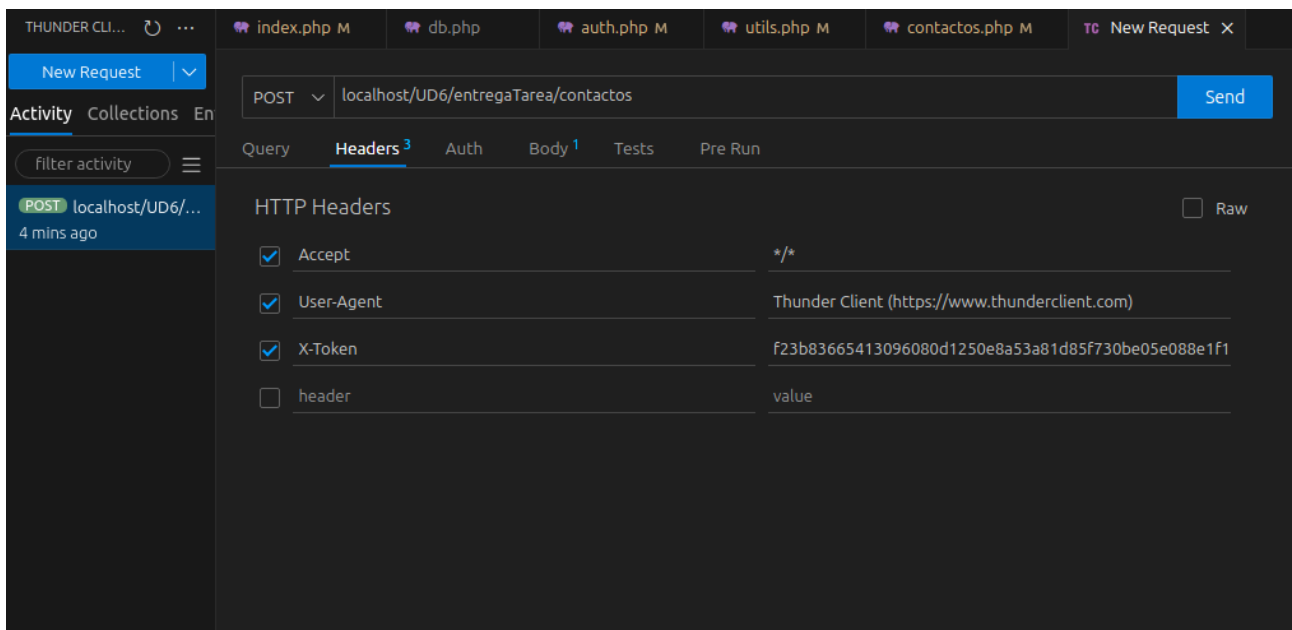 THUNDER CLI... ...
index.php M db.php auth.php M utils.php M contactos.php M TC New Request X
New Request
POST localhost/UD6/entregaTarea/contactos Send
Activity Collections En
Query Headers 3 Auth Body 1 Tests Pre Run
filter activity
POST localhost/UD6/...
4 mins ago
HTTP Headers Raw
Accept */*
User-Agent Thunder Client (https://www.thunderclient.com)
X-Token f23b83665413096080d1250e8a53a81d85f730be05e088e1f1
header value